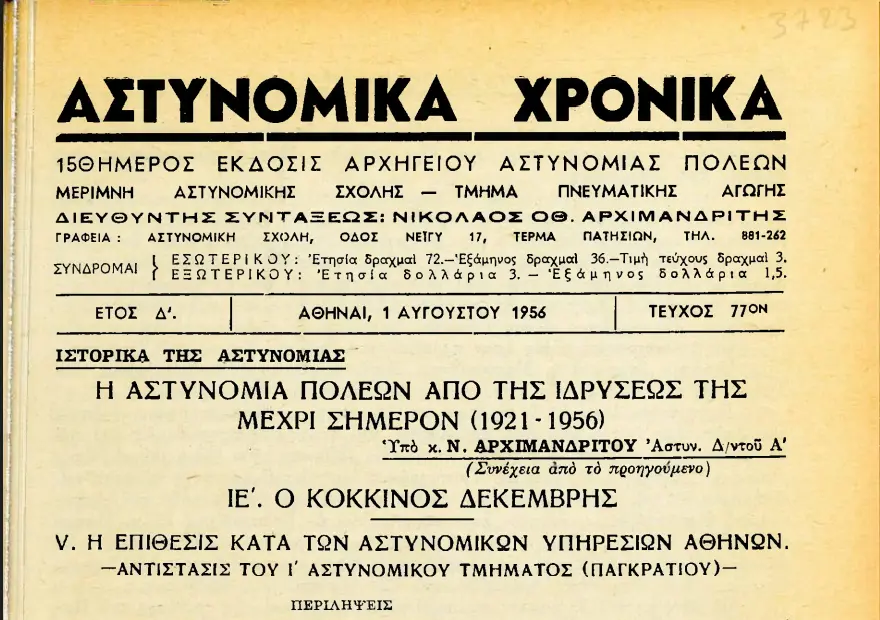 3723
ΑΣΤΥΝΟΜΙΚΑ ΧΡΟΝΙΚΑ
15ΘΗΜΕΡΟΣ ΕΚΔΟΣΙΣ ΑΡΧΗΓΕΙΟΥ ΑΣΤΥΝΟΜΙΑΣ ΠΟΛΕΩΝ
ΜΕΡΙΜΝΗ ΑΣΤΥΝΟΜΙΚΗΣ ΣΧΟΛΗΣ — ΤΜΗΜΑ ΠΝΕΥΜΑΤΙΚΗΣ ΑΓΩΓΗΣ
ΔΙΕΥΘΥΝΤΗΣ ΣΥΝΤΑΞΕΩΣ: ΝΙΚΟΛΑΟΣ ΟΘ. ΑΡΧΙΜΑΝΔΡΙΤΗΣ
ΓΡΑΦΕΙΑ : ΑΣΤΥΝΟΜΙΚΗ ΣΧΟΛΗ, ΟΔΟΣ ΝΕΪΓΥ 17, ΤΕΡΜΑ ΠΑΤΗΣΙΩΝ, ΤΗΛ. 881-262
ΣΥΝΔΡΟΜΑΙ { ΕΣΩΤΕΡΙΚΟΥ: Ἐτησία δραχμαὶ 72.—Ἑξάμηνος δραχμαὶ 36.—Τιμὴ τεύχους δραχμαὶ 3.
ΕΞΩΤΕΡΙΚΟΥ: Ἐτησία δολλάρια 3. — Ἑξάμηνος δολλάρια 1,5.
ΕΤΟΣ Δ'. ΑΘΗΝΑΙ, 1 ΑΥΓΟΥΣΤΟΥ 1956 ΤΕΥΧΟΣ 77ΟΝ
ΙΣΤΟΡΙΚΑ ΤΗΣ ΑΣΤΥΝΟΜΙΑΣ
Η ΑΣΤΥΝΟΜΙΑ ΠΟΛΕΩΝ ΑΠΟ ΤΗΣ ΙΔΡΥΣΕΩΣ ΤΗΣ
ΜΕΧΡΙ ΣΗΜΕΡΟΝ (1921 - 1956)
Ὑπὸ κ. Ν. ΑΡΧΙΜΑΝΔΡΙΤΟΥ Ἀστυν. Δ/ντοῦ Α'
(Συνέχεια ἀπὸ τὸ προηγούμενο)
ΙΕ'. Ο ΚΟΚΚΙΝΟΣ ΔΕΚΕΜΒΡΗΣ
V. Η ΕΠΙΘΕΣΙΣ ΚΑΤΑ ΤΩΝ ΑΣΤΥΝΟΜΙΚΩΝ ΥΠΗΡΕΣΙΩΝ ΑΘΗΝΩΝ.
—ΑΝΤΙΣΤΑΣΙΣ ΤΟΥ Ι' ΑΣΤΥΝΟΜΙΚΟΥ ΤΜΗΜΑΤΟΣ (ΠΑΓΚΡΑΤΙΟΥ)—
ΠΕΡΙΛΗΨΕΙΣ